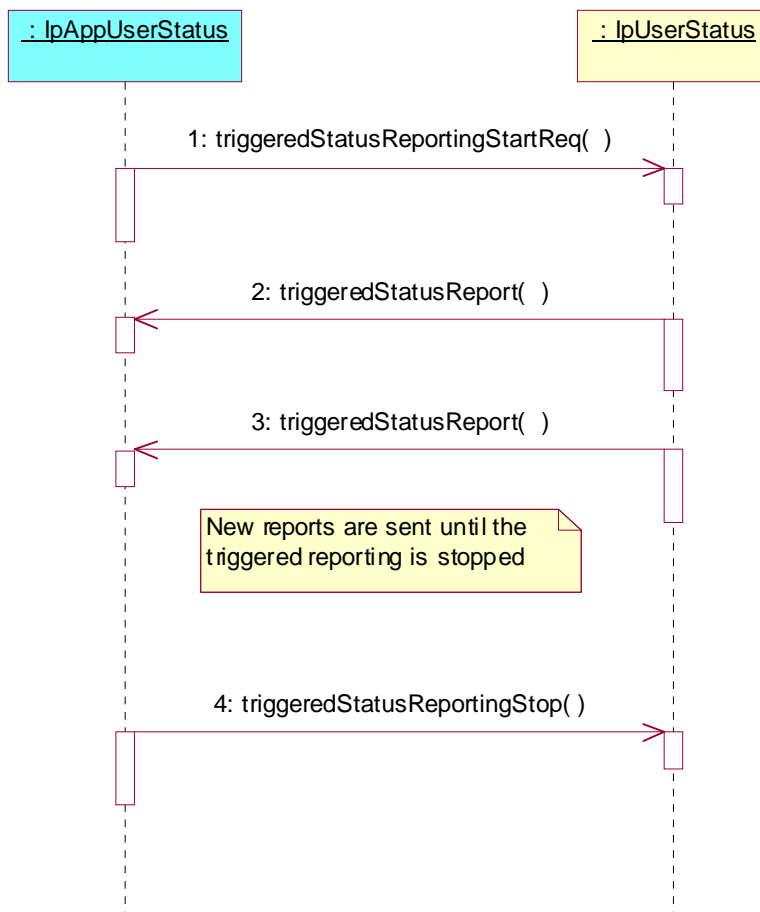 : IpAppUserStatus
: IpUserStatus
1: triggeredStatusReportingStartReq( )
2: triggeredStatusReport( )
3: triggeredStatusReport( )
New reports are sent until the
triggered reporting is stopped
4: triggeredStatusReportingStop( )